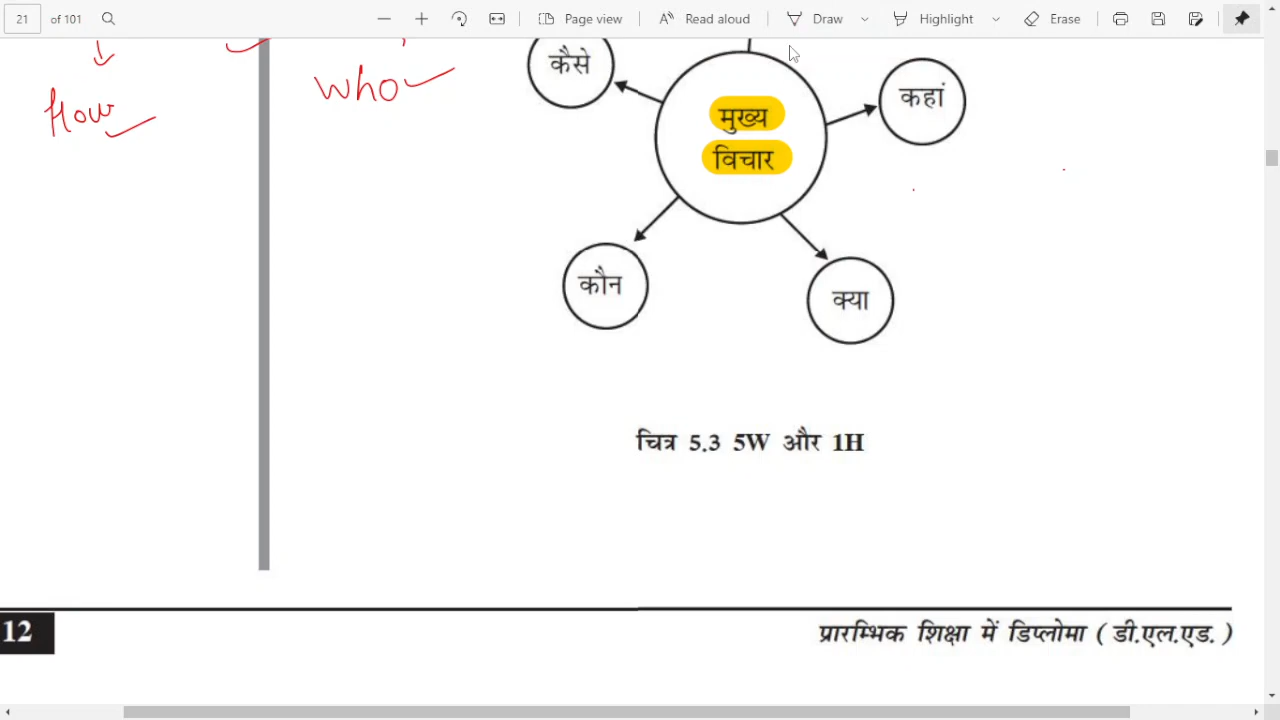 21 of 101 Page view Read aloud Draw Highlight Erase
How
who
कैसे
कहां
मुख्य
विचार
कौन
क्या
चित्र 5.3 5W और 1H
12
प्रारम्भिक शिक्षा में डिप्लोमा ( डी.एल.एड. )